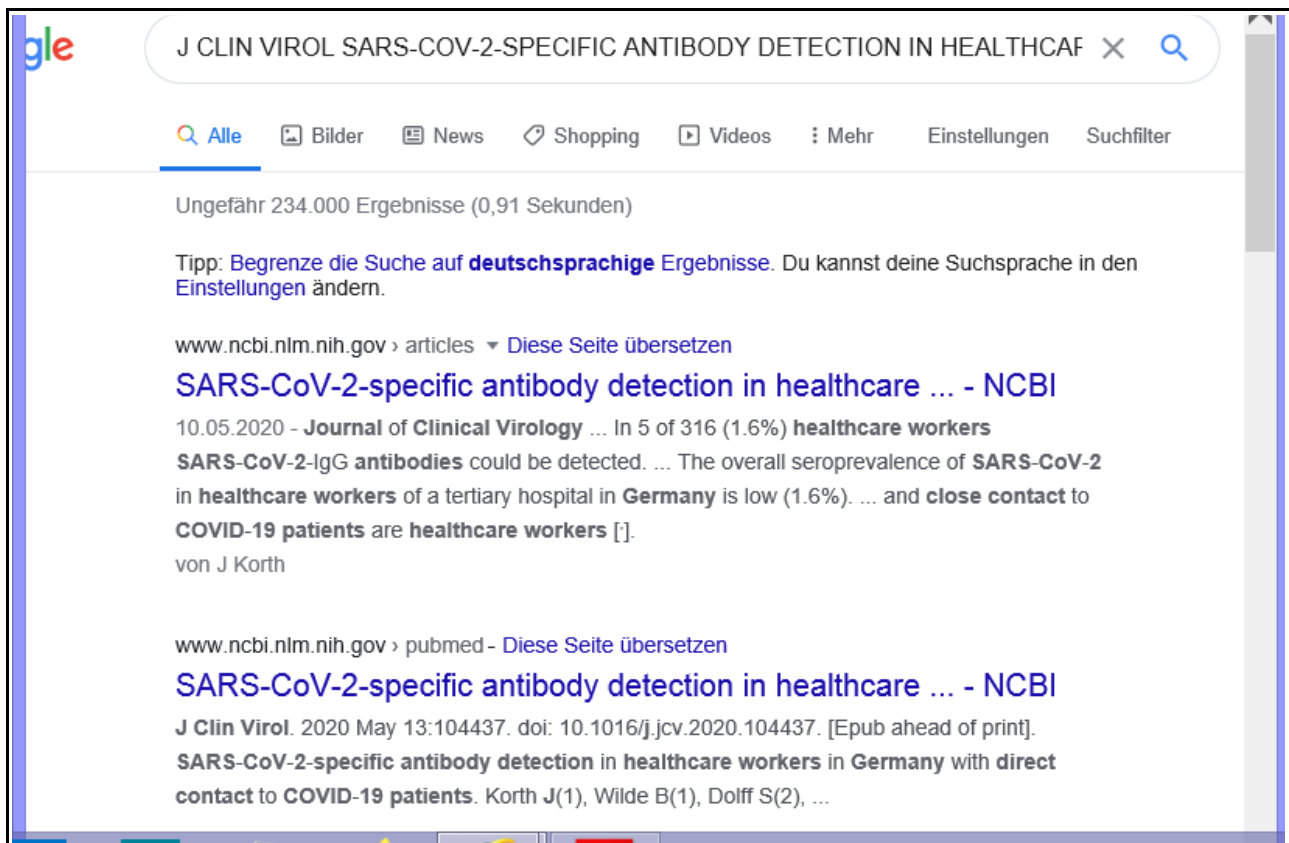 gle
J CLIN VIROL SARS-COV-2-SPECIFIC ANTIBODY DETECTION IN
Alle Bilder News Shopping Videos Mehr Einstellungen Suchfilter
Ungefähr 234.000 Ergebnisse (0,91 Sekunden)
Tipp: Begrenze die Suche auf deutschsprachige Ergebnisse. Du kannst deine Suchsprache in den
Einstellungen ändern.
www.ncbi.nlm.nih.gov › articles ▾ Diese Seite übersetzen
SARS-CoV-2-specific antibody detection in healthcare ... - NCBI
10.05.2020 - Journal of Clinical Virology ... In 5 of 316 (1.6%) healthcare workers
SARS-CoV-2-IgG antibodies could be detected. ... The overall seroprevalence of SARS-CoV-2
in healthcare workers of a tertiary hospital in Germany is low (1.6%). ... and close contact to
COVID-19 patients are healthcare workers [·].
von J Korth
www.ncbi.nlm.nih.gov › pubmed - Diese Seite übersetzen
SARS-CoV-2-specific antibody detection in healthcare ... - NCBI
J Clin Virol. 2020 May 13:104437. doi: 10.1016/j.jcv.2020.104437. [Epub ahead of print].
SARS-CoV-2-specific antibody detection in healthcare workers in Germany with direct
contact to COVID-19 patients. Korth J(1), Wilde B(1), Dolff S(2), ...